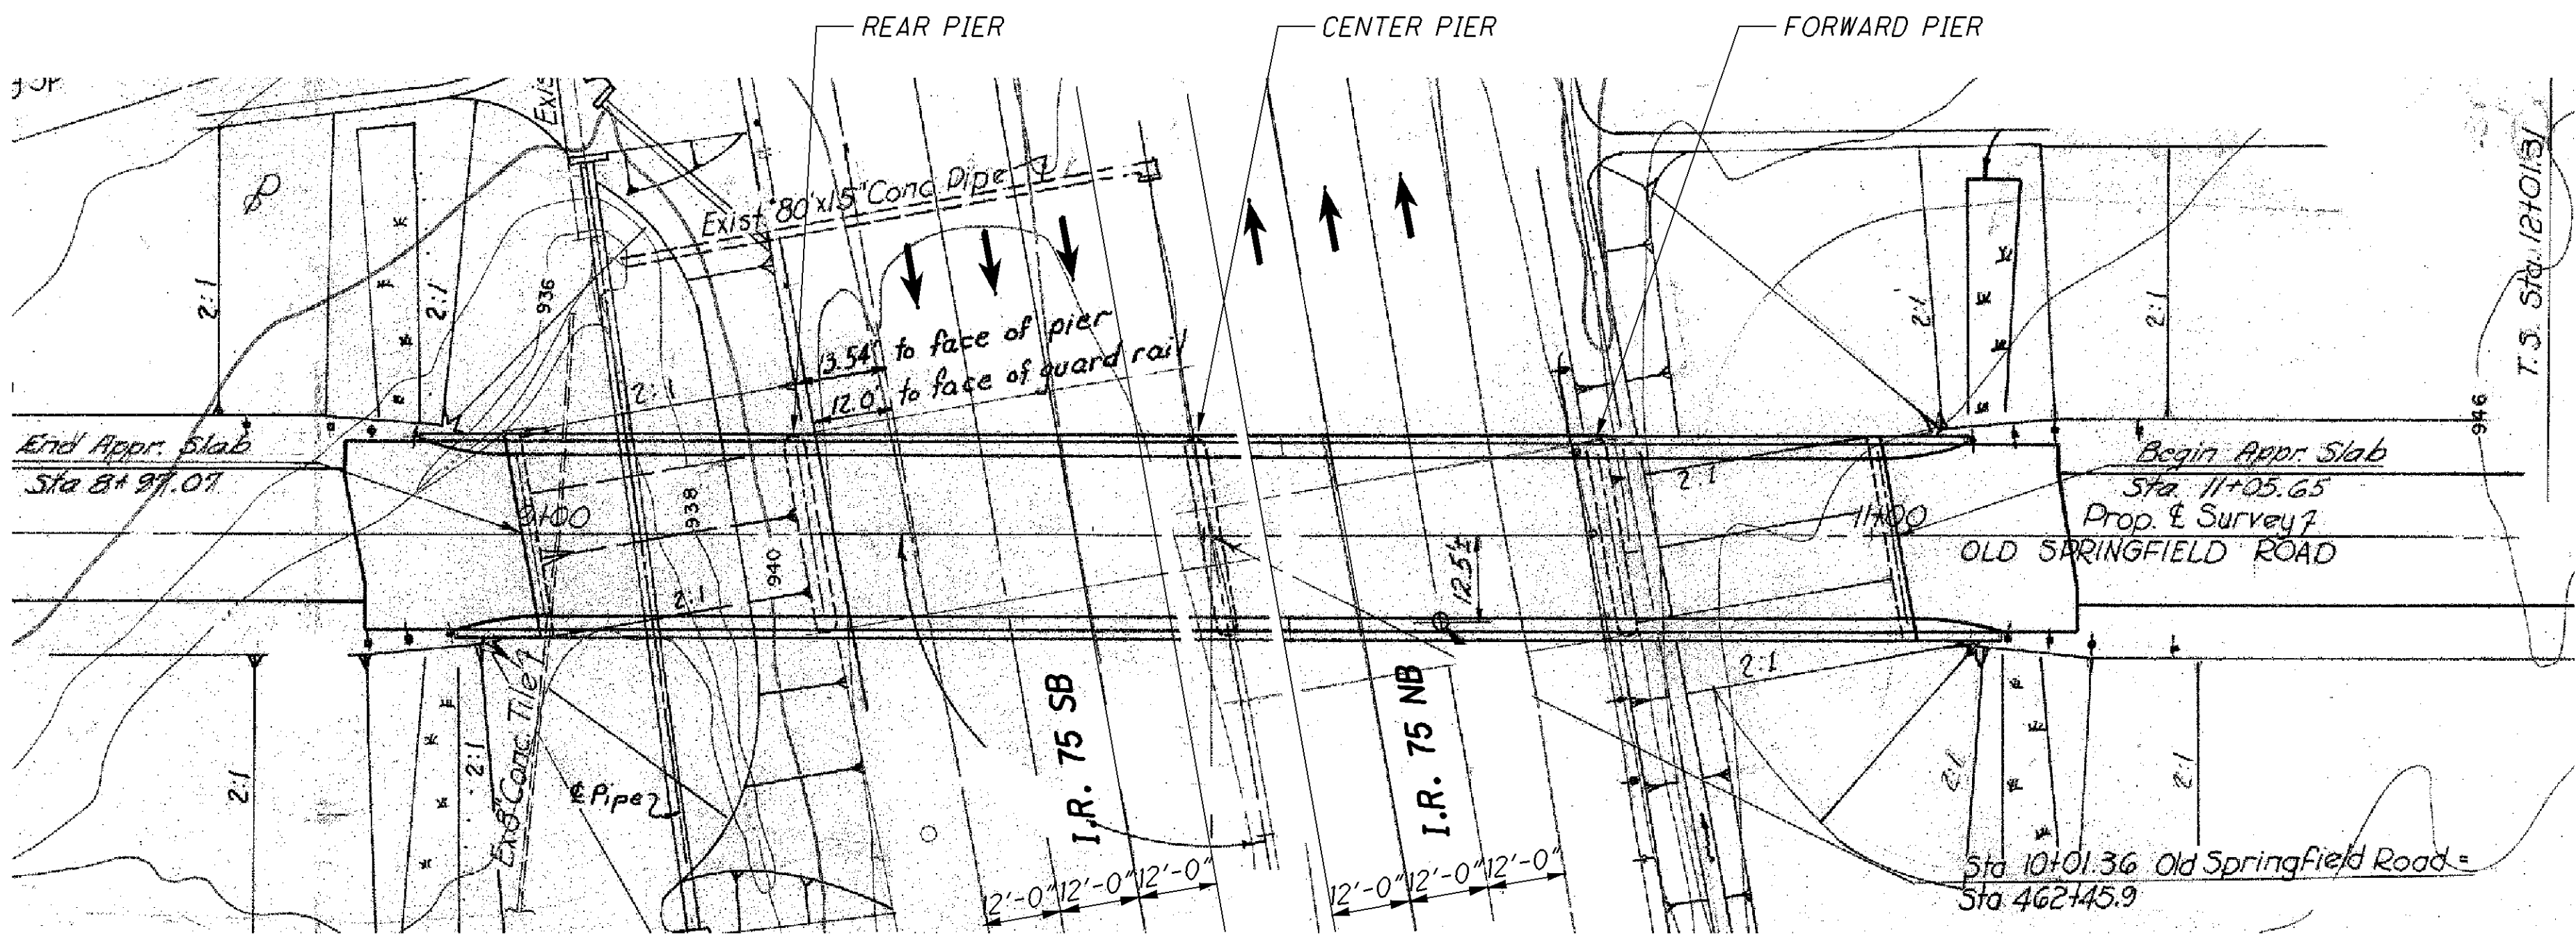 REAR PIER
CENTER PIER
FORWARD PIER
Exist. 80'x15" Conc. Pipe
T.S. Sta. 12+01.31
2:1
2:1
936
2:1
2:1
2:1
13.54' to face of pier
12.0' to face of guard rail
2:1
946
End Appr. Slab
Sta 8+97.07
9+00
938
940
2:1
2:1
11+00
Begin Appr. Slab
Sta. 11+05.65
Prop. ℄ Survey
OLD SPRINGFIELD ROAD
12.5'±
2:1
I.R. 75 SB
I.R. 75 NB
2:1
2:1
Ex. 8" Conc. Tile
℄ Pipe
2:1
2:1
12'-0" 12'-0" 12'-0"
12'-0" 12'-0" 12'-0"
Sta 10+01.36 Old Springfield Road =
Sta 462+45.9